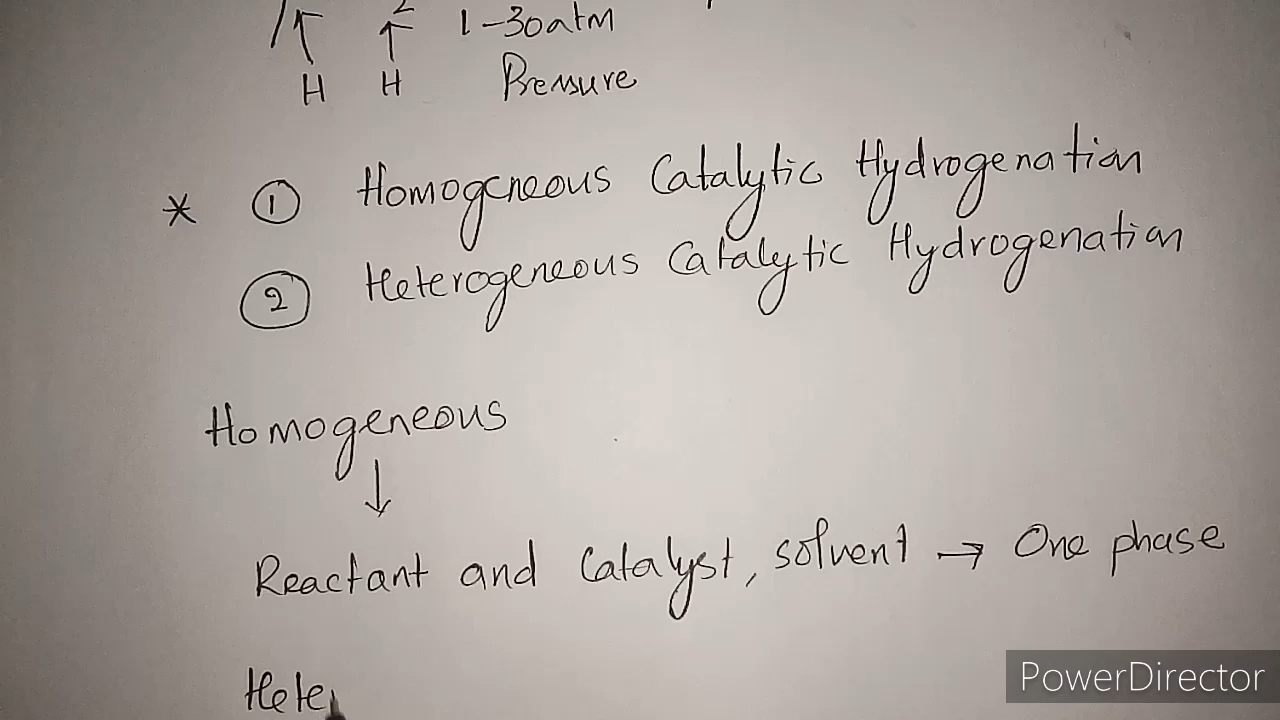 2 1-30atm
H H Pressure
* ① Homogeneous Catalytic Hydrogenation
② Heterogeneous Catalytic Hydrogenation
Homogeneous
↓
Reactant and Catalyst, solvent → One phase
Hete
PowerDirector